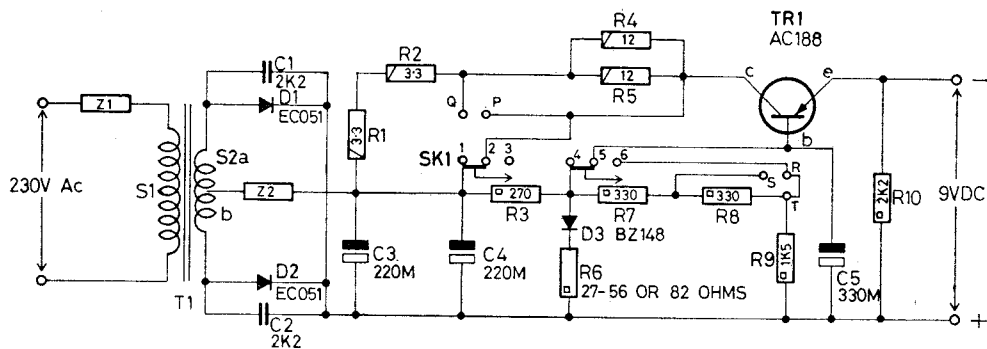 TR1
AC188
R4
12
R2
3·3
C1
2K2
c
e
−
12
R5
D1
EC051
Z1
Q
P
b
3·3
R1
SK1
1 2 3
4 5 6
230V Ac
S1
S2a
b
Z2
R
S
T
270
R3
330
R7
330
R8
2K2
R10
9VDC
D3 BZ148
C3
220M
C4
220M
R6
27-56 OR 82 OHMS
R9
1K5
C5
330M
D2
EC051
T1
C2
2K2
+